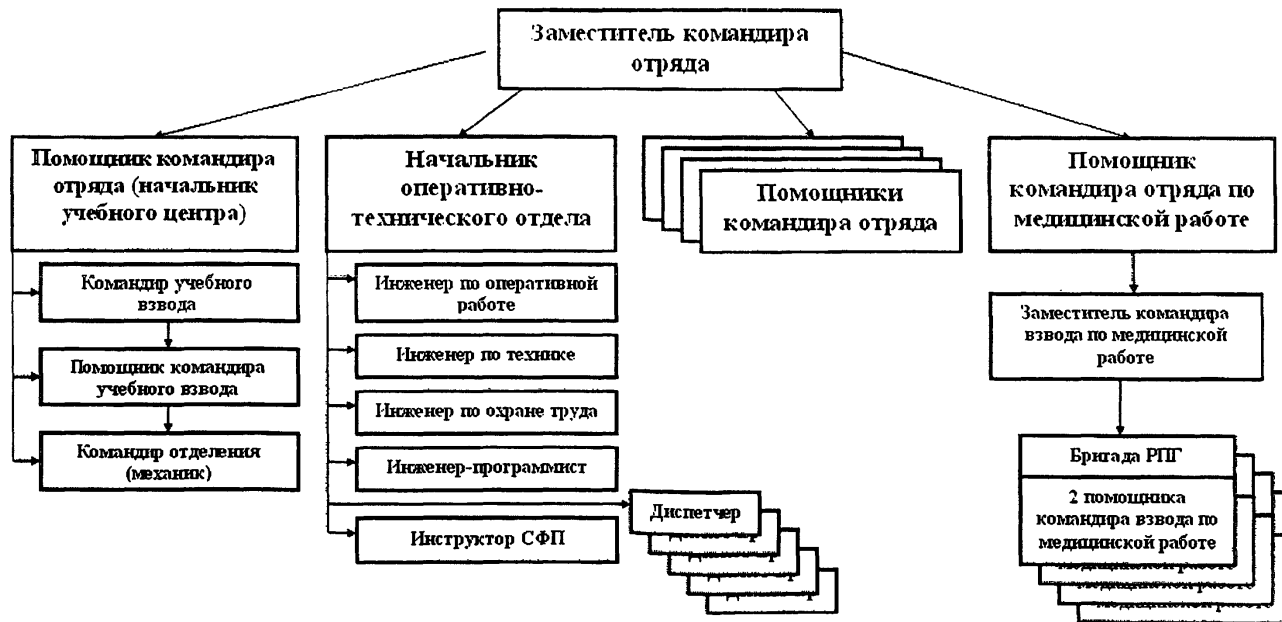 Заместитель командира
отряда
Помощник командира
отряда (начальник
учебного центра)
Командир учебного
взвода
Помощник командира
учебного взвода
Командир отделения
(механик)
Начальник
оперативно-
технического отдела
Инженер по оперативной
работе
Инженер по технике
Инженер по охране труда
Инженер-программист
Диспетчер
Инструктор СФП
Помощники
командира отряда
Помощник
командира отряда по
медицинской работе
Заместитель командира
взвода по медицинской
работе
Бригада РПГ
2 помощника
командира взвода по
медицинской работе